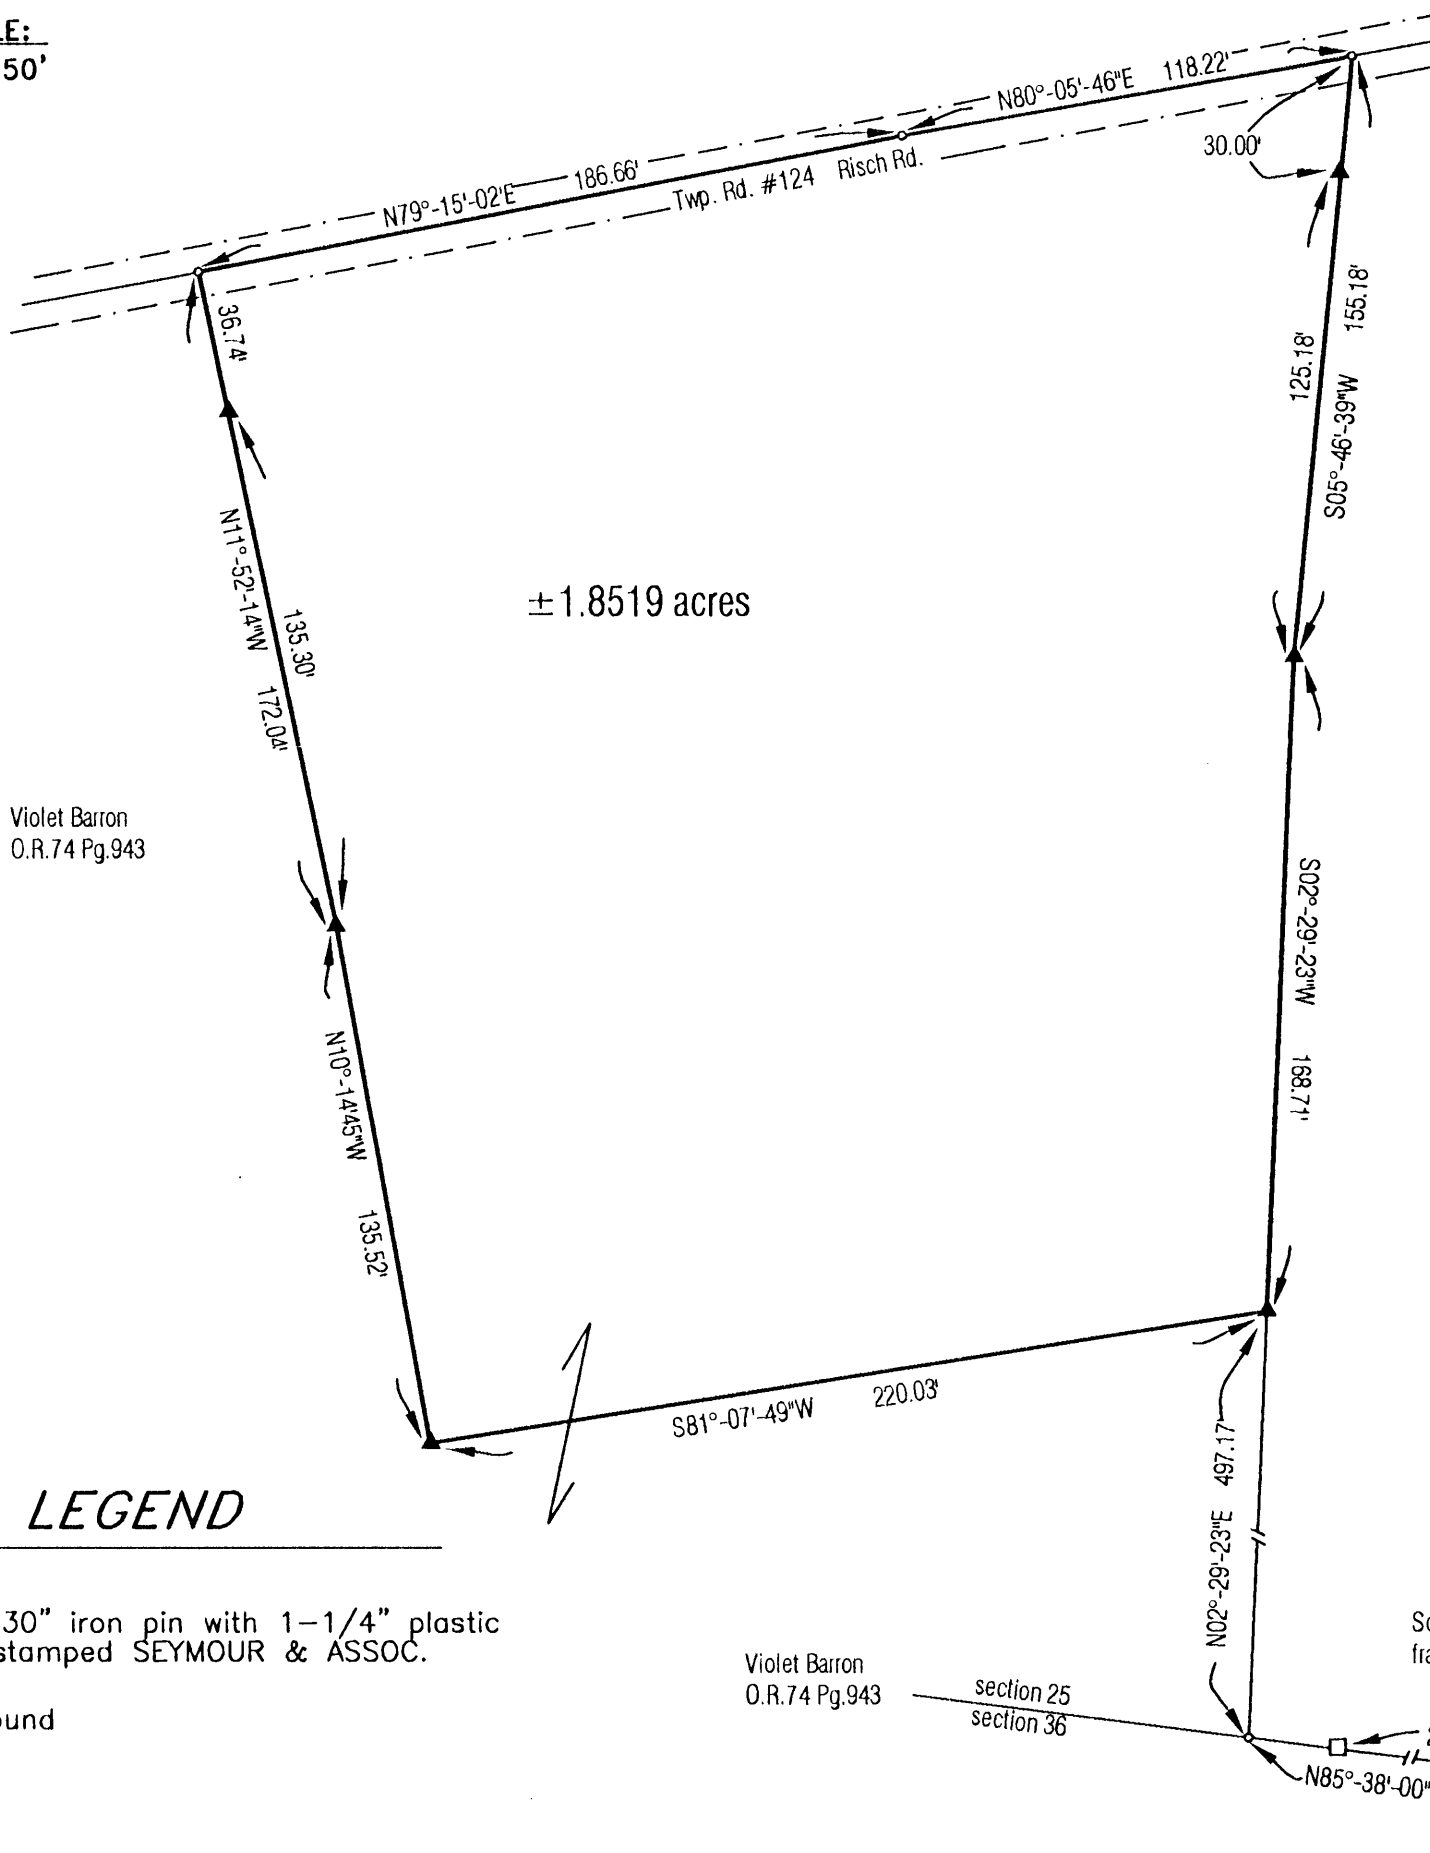 50'
N80°-05'-46"E 118.22'
30.00'
N79°-15'-02'E 186.66'
Twp. Rd. #124 Risch Rd.
36.74'
155.18'
125.18'
S05°-46'-39"W
N11°-52'-14"W 172.04'
135.30'
±1.8519 acres
Violet Barron
O.R.74 Pg.943
S02°-29'-23"W 168.71'
N10°-14'45"W 135.52'
S81°-07'-49"W 220.03'
N02°-29'-23"E 497.17'
LEGEND
30" iron pin with 1-1/4" plastic
stamped SEYMOUR & ASSOC.
Violet Barron
O.R.74 Pg.943
section 25
section 36
N85°-38'-00"